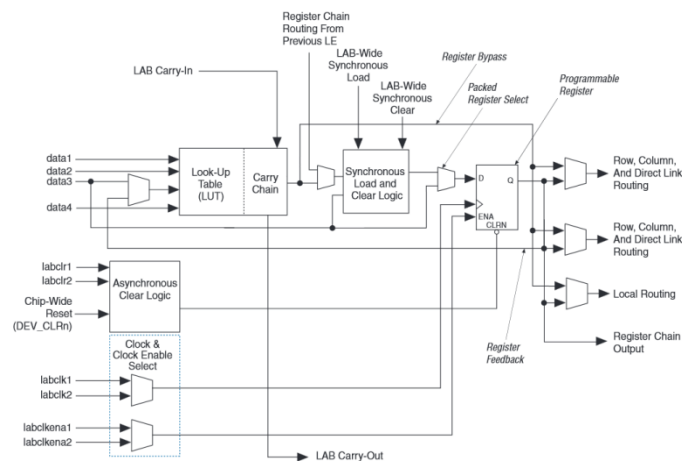 Register Chain
Routing From
Previous LE
LAB-Wide
Synchronous
Load
LAB-Wide
Synchronous
Clear
Register Bypass
Packed
Register Select
Programmable
Register
LAB Carry-In
data1
data2
data3
data4
Look-Up
Table
(LUT)
Carry
Chain
Synchronous
Load and
Clear Logic
D
Q
ENA
CLRN
Row, Column,
And Direct Link
Routing
Row, Column,
And Direct Link
Routing
Local Routing
Register Chain
Output
Register
Feedback
labclr1
labclr2
Chip-Wide
Reset
(DEV_CLRn)
Asynchronous
Clear Logic
Clock &
Clock Enable
Select
labclk1
labclk2
labclkena1
labclkena2
LAB Carry-Out